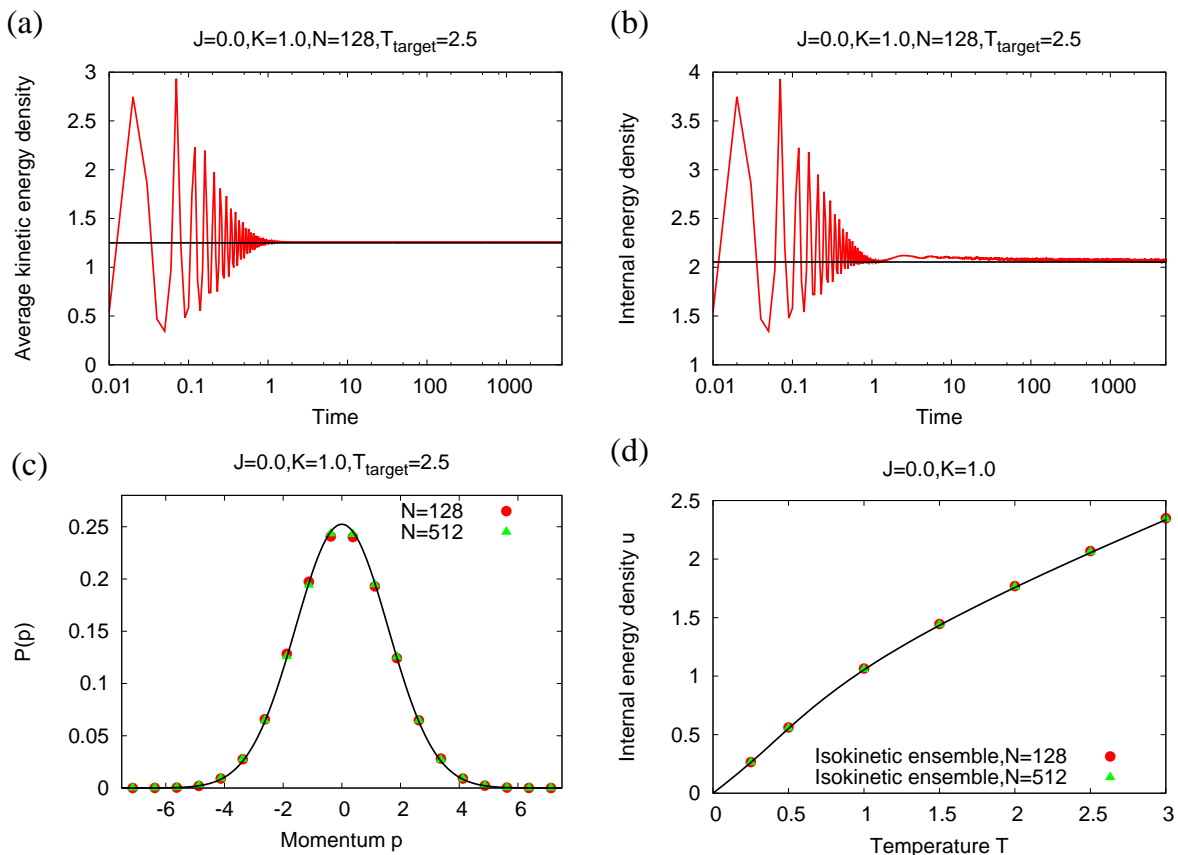 (a)
J=0.0,K=1.0,N=128,T_target=2.5
Average kinetic energy density
3
2.5
2
1.5
1
0.5
0
0.01 0.1 1 10 100 1000
Time
(b)
J=0.0,K=1.0,N=128,T_target=2.5
Internal energy density
4
3.5
3
2.5
2
1.5
1
0.01 0.1 1 10 100 1000
Time
(c)
J=0.0,K=1.0,T_target=2.5
N=128
N=512
P(p)
0.25
0.2
0.15
0.1
0.05
0
-6 -4 -2 0 2 4 6
Momentum p
(d)
J=0.0,K=1.0
Internal energy density u
2.5
2
1.5
1
0.5
0
Isokinetic ensemble,N=128
Isokinetic ensemble,N=512
0 0.5 1 1.5 2 2.5 3
Temperature T